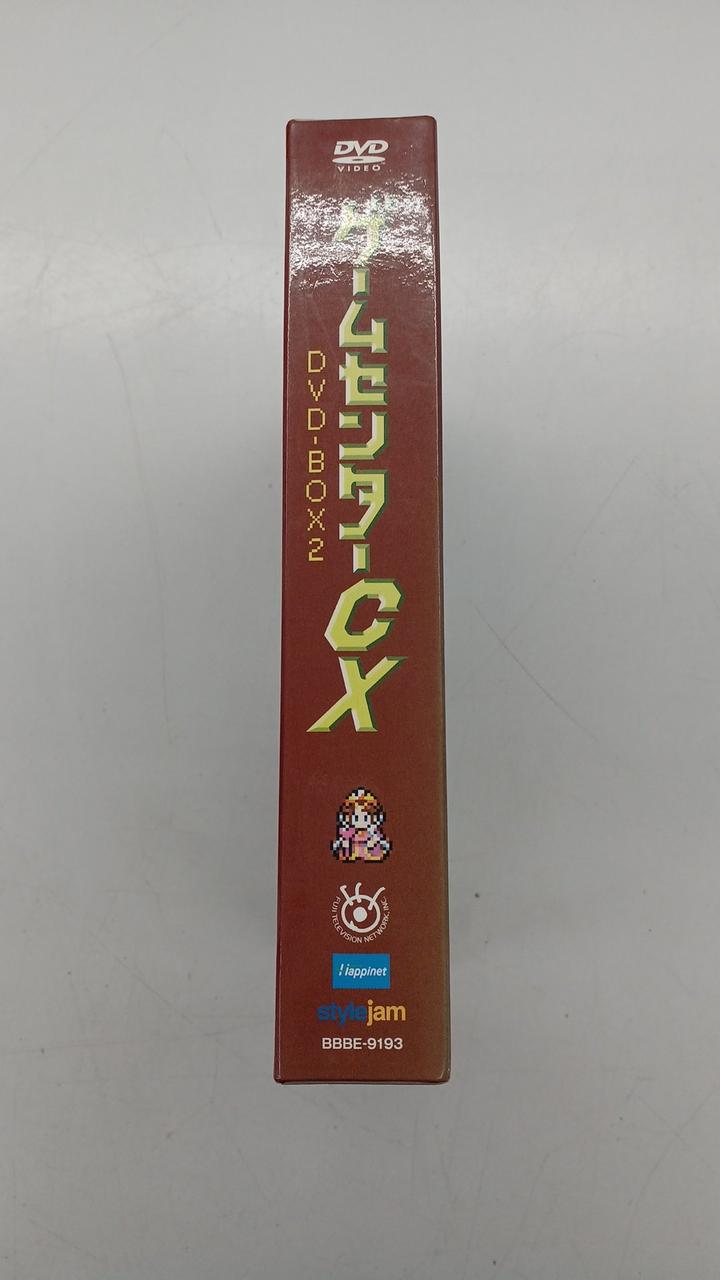 DVD
VIDEO
ゲームセンターCX
DVD-BOX2
FUJI TELEVISION NETWORK, INC.
Happinet
stylejam
BBBE-9193